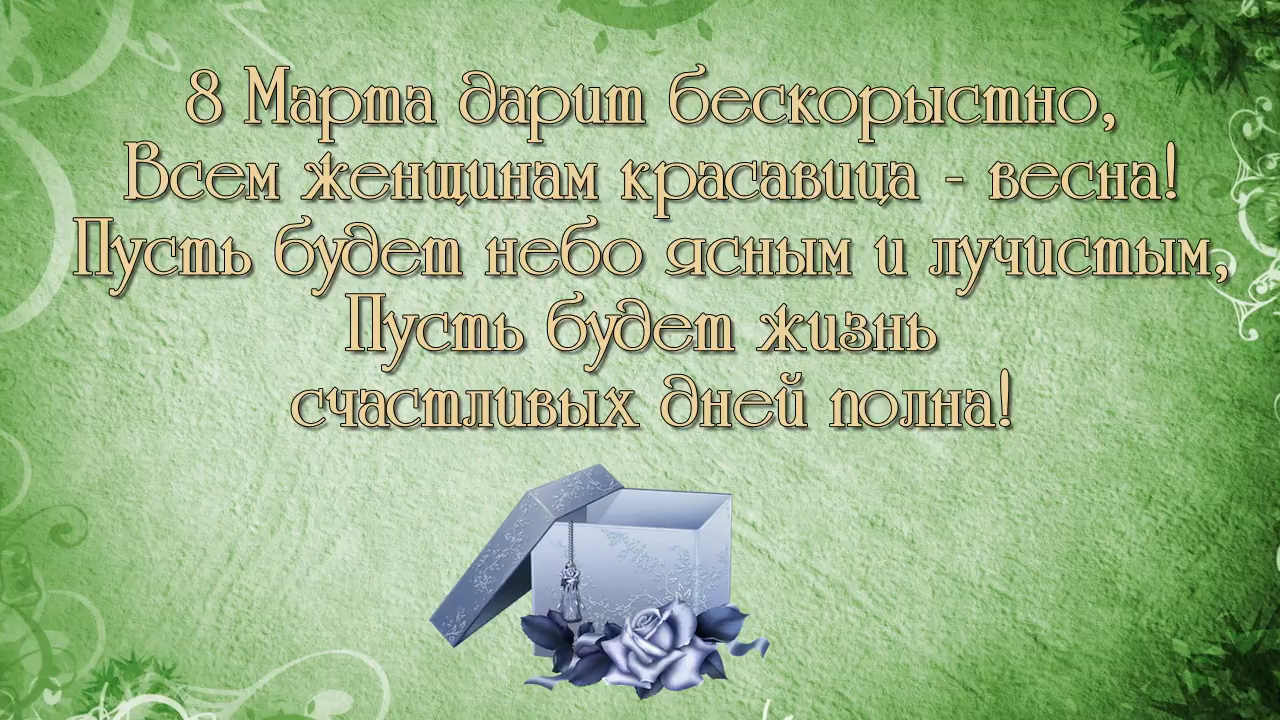 8 Марта дарит бескорыстно,
Всем женщинам красавица - весна!
Пусть будет небо ясным и лучистым,
Пусть будет жизнь
счастливых дней полна!